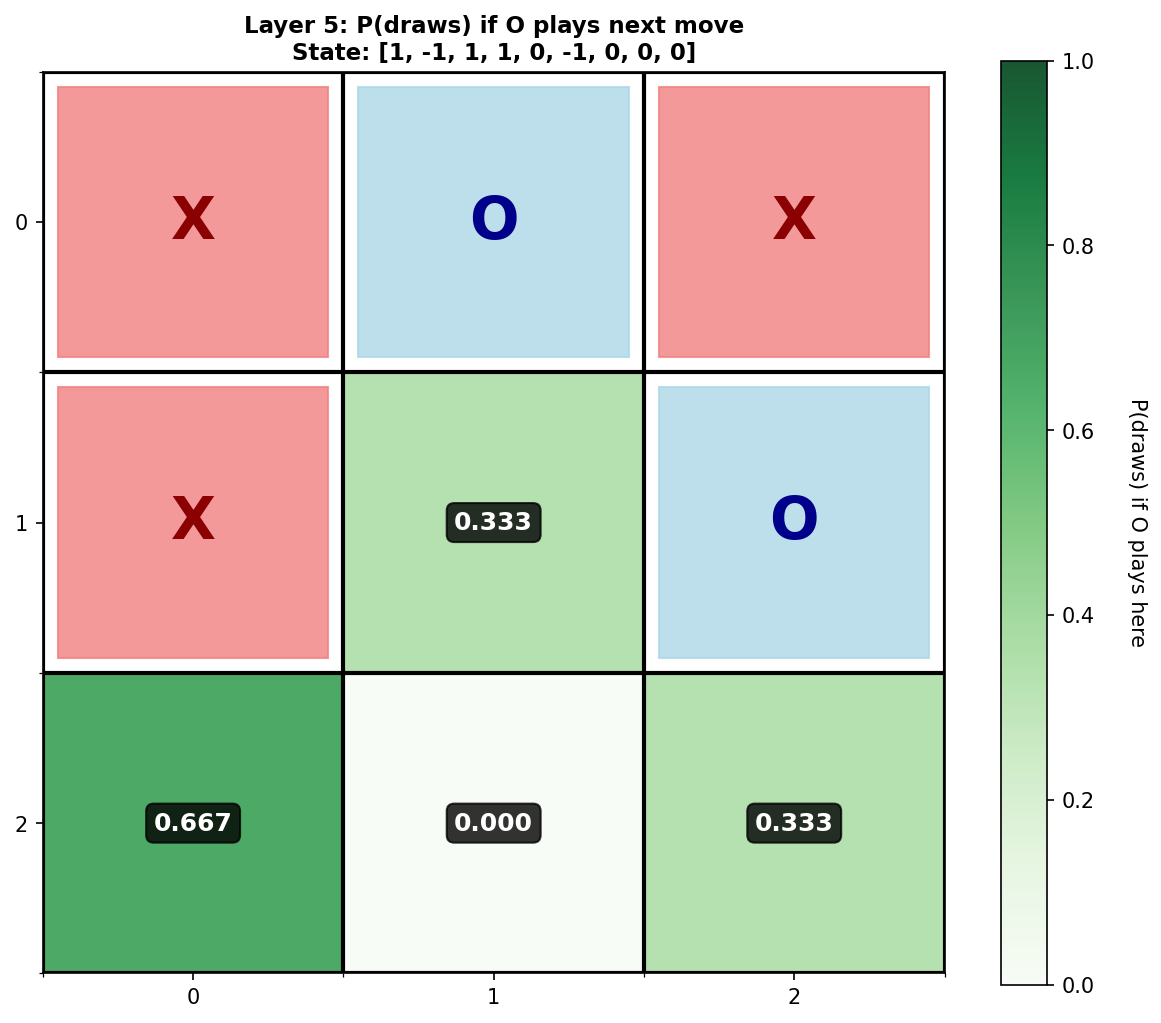 Layer 5: P(draws) if O plays next move
State: [1, -1, 1, 1, 0, -1, 0, 0, 0]
0
X
O
X
1
X
0.333
O
2
0.667
0.000
0.333
0
1
2
1.0
0.8
0.6
0.4
0.2
0.0
P(draws) if O plays here